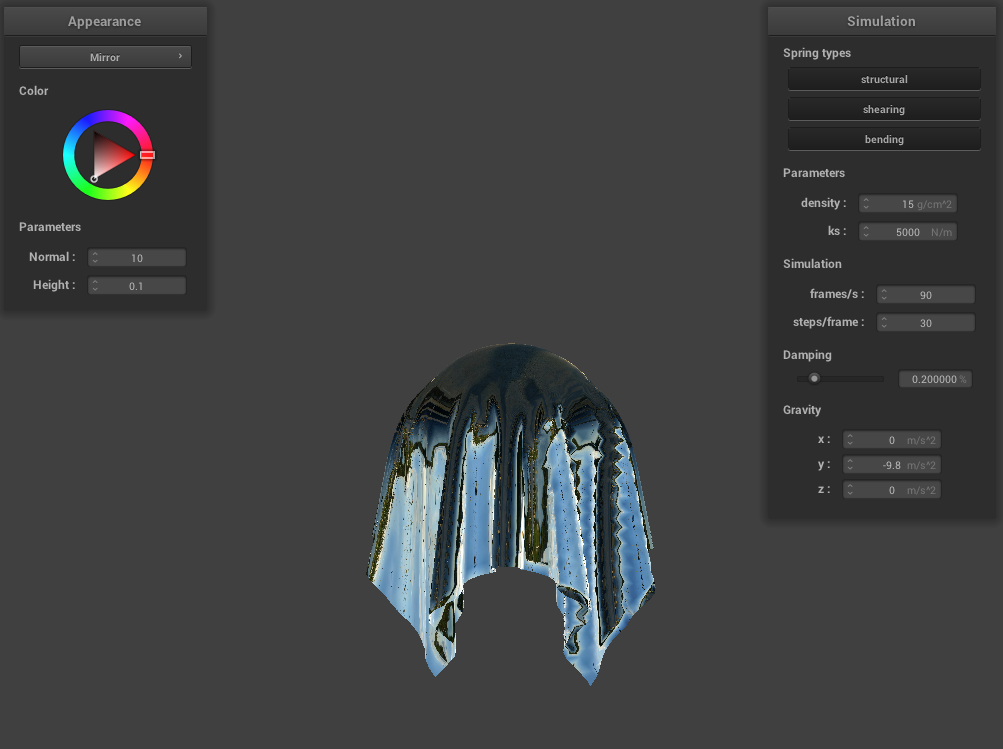 Appearance
Mirror
Color
Parameters
Normal : 10
Height : 0.1
Simulation
Spring types
structural
shearing
bending
Parameters
density : 15 g/cm^2
ks : 5000 N/m
Simulation
frames/s : 90
steps/frame : 30
Damping
0.200000 %
Gravity
x : 0 m/s^2
y : -9.8 m/s^2
z : 0 m/s^2